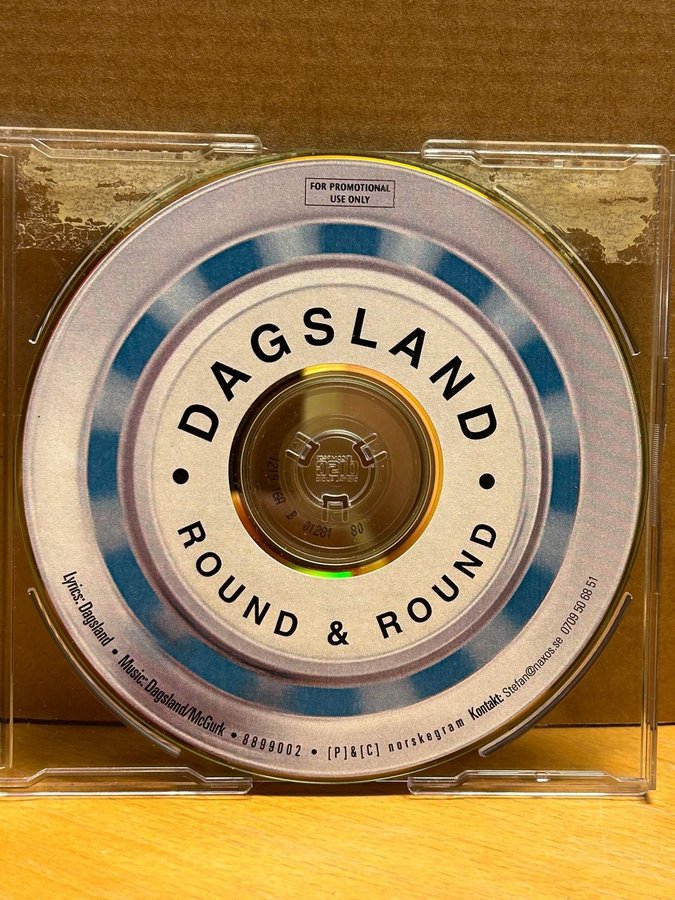 FOR PROMOTIONAL
USE ONLY
DAGSLAND
ROUND & ROUND
Lyrics: Dagsland • Music: Dagsland/McGurk • 8899002 • [P]&[C] norskegram Kontakt: Stefan@naxos.se 0709 50 68 51